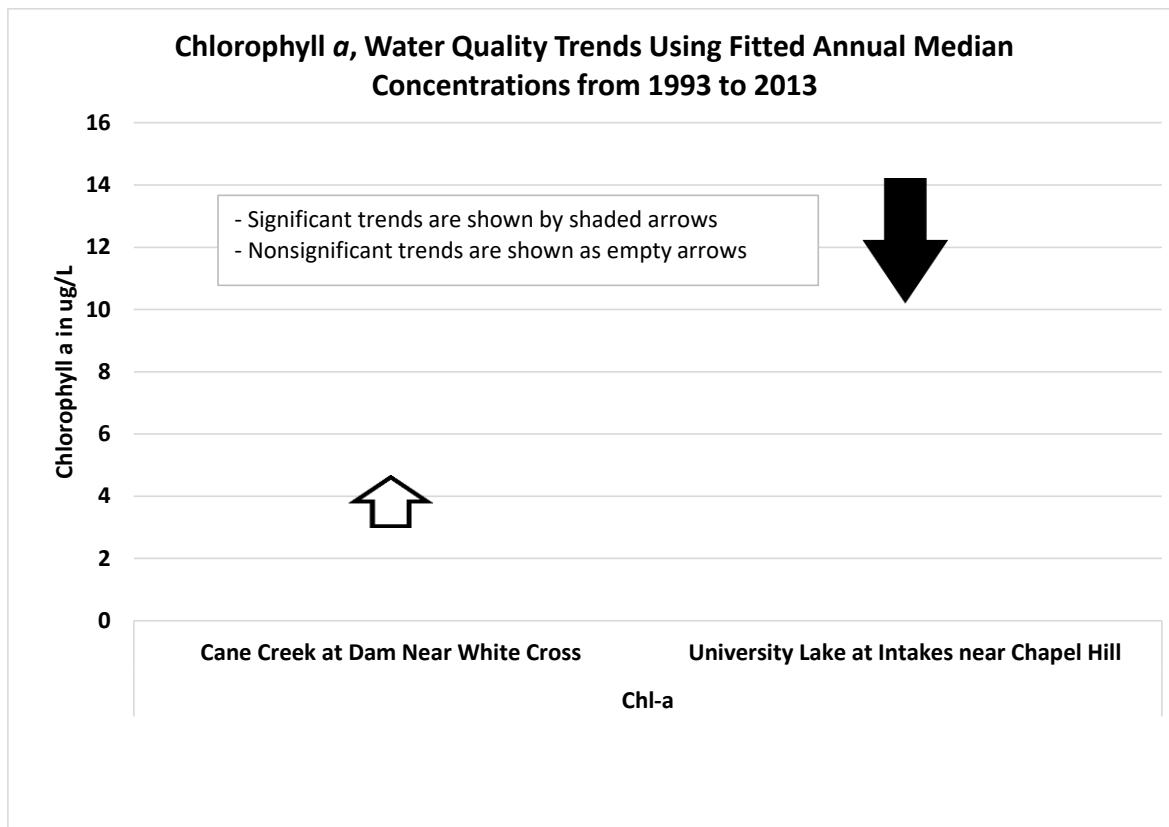 Chlorophyll a, Water Quality Trends Using Fitted Annual Median
Concentrations from 1993 to 2013
16
14
12
10
8
6
4
2
0
Chlorophyll a in ug/L
- Significant trends are shown by shaded arrows
- Nonsignificant trends are shown as empty arrows
Cane Creek at Dam Near White Cross
University Lake at Intakes near Chapel Hill
Chl-a